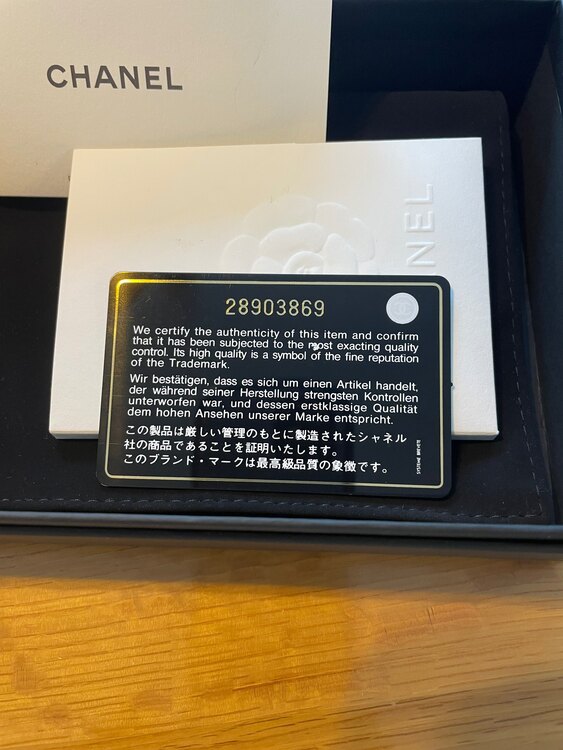 CHANEL
CHANEL
28903869
We certify the authenticity of this item and confirm
that it has been subjected to the most exacting quality
control. Its high quality is a symbol of the fine reputation
of the Trademark.
Wir bestätigen, dass es sich um einen Artikel handelt,
der während seiner Herstellung strengsten Kontrollen
unterworfen war, und dessen erstklassige Qualität
dem hohen Ansehen unserer Marke entspricht.
この製品は厳しい管理のもとに製造されたシャネル
社の商品であることを証明いたします。
このブランド・マークは最高級品質の象徴です。
SYSTEME BREVETE